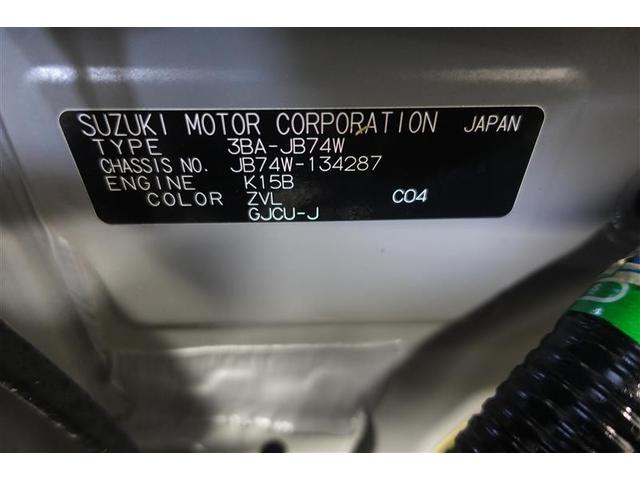 SUZUKI MOTOR CORPORATION JAPAN
TYPE 3BA-JB74W
CHASSIS NO. JB74W-134287
ENGINE K15B
COLOR ZVL C04
GJCU-J